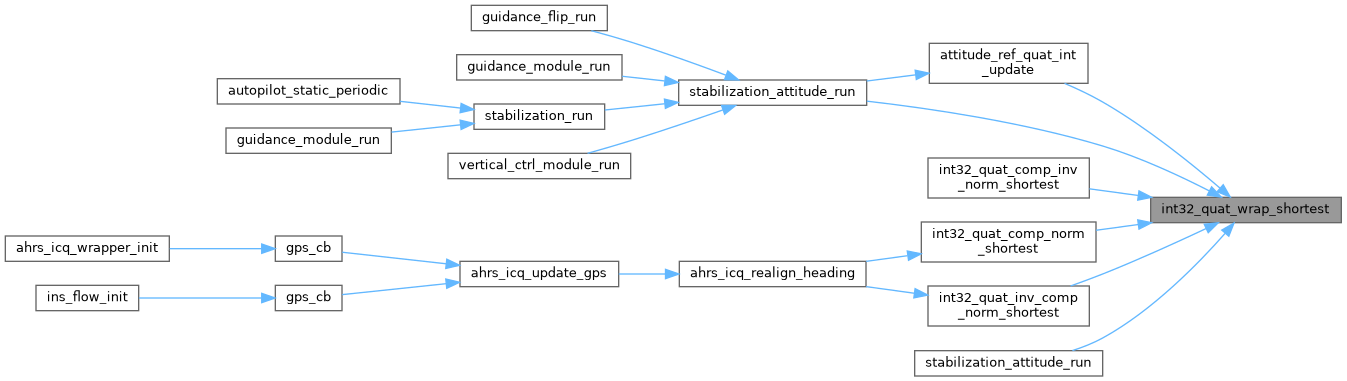 guidance_flip_run
guidance_module_run
autopilot_static_periodic
stabilization_run
guidance_module_run
vertical_ctrl_module_run
stabilization_attitude_run
attitude_ref_quat_int
_update
int32_quat_comp_inv
_norm_shortest
int32_quat_wrap_shortest
int32_quat_comp_norm
_shortest
ahrs_icq_wrapper_init
gps_cb
ahrs_icq_update_gps
ahrs_icq_realign_heading
ins_flow_init
gps_cb
int32_quat_inv_comp
_norm_shortest
stabilization_attitude_run